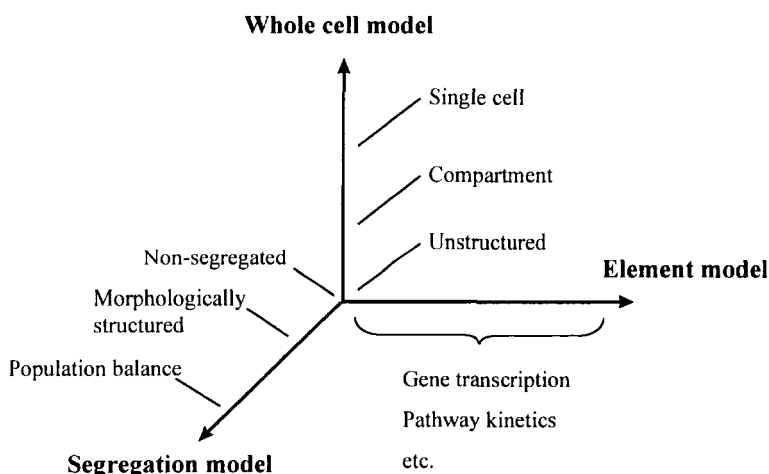 Whole cell model
Single cell
Compartment
Unstructured
Non-segregated
Element model
Morphologically
structured
Population balance
Gene transcription
Pathway kinetics
etc.
Segregation model